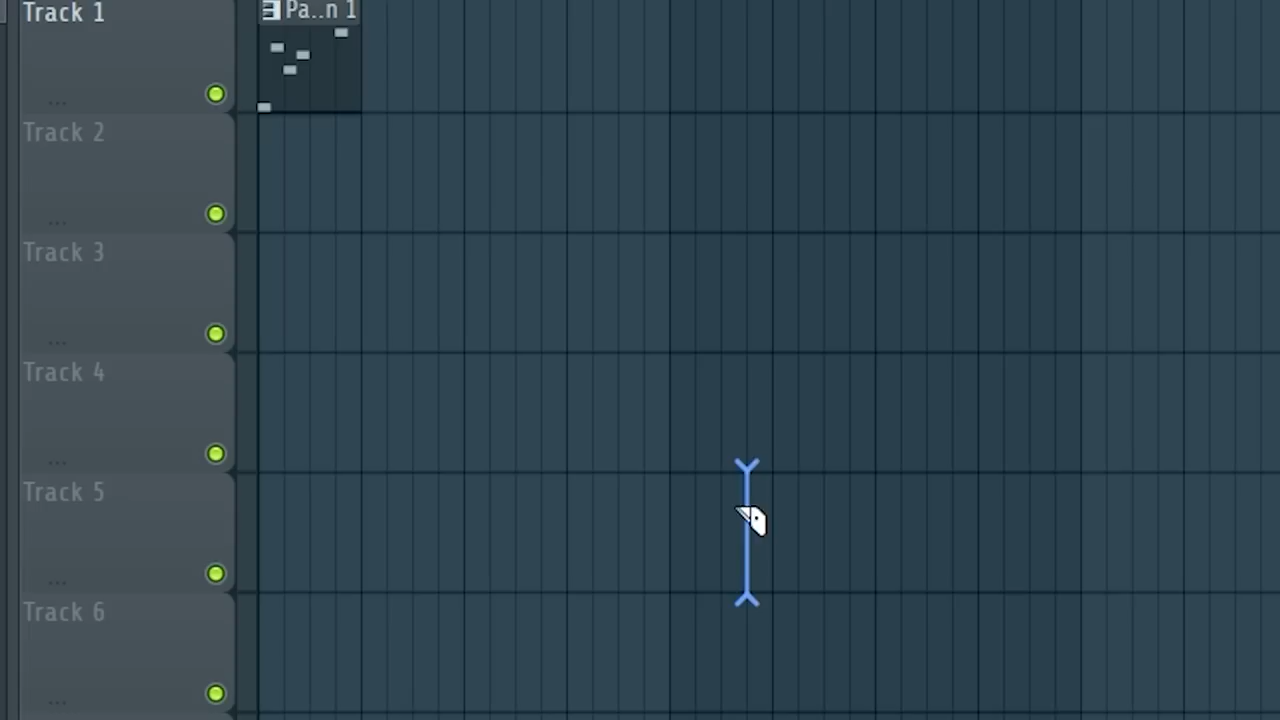 Track 1
Pa..n 1
...
Track 2
...
Track 3
...
Track 4
...
Track 5
...
Track 6
...